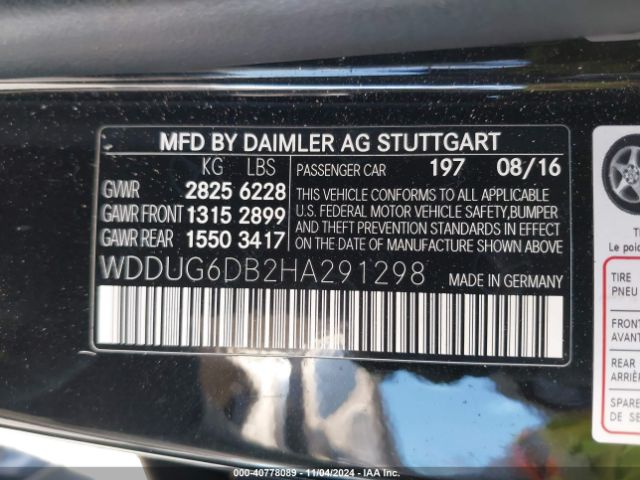 MFD BY DAIMLER AG STUTTGART
KG LBS PASSENGER CAR 197 08/16
GVWR 2825 6228 THIS VEHICLE CONFORMS TO ALL APPLICABLE
U.S. FEDERAL MOTOR VEHICLE SAFETY,BUMPER
GAWR FRONT 1315 2899 AND THEFT PREVENTION STANDARDS IN EFFECT
GAWR REAR 1550 3417 ON THE DATE OF MANUFACTURE SHOWN ABOVE.
WDDUG6DB2HA291298 MADE IN GERMANY
Le poi
TIRE
PNEU
FRONT
AVANT
REAR
ARRIÈR
SPARE
DE SE
© - 40778089 - 11/04/2024 - IAA Inc.